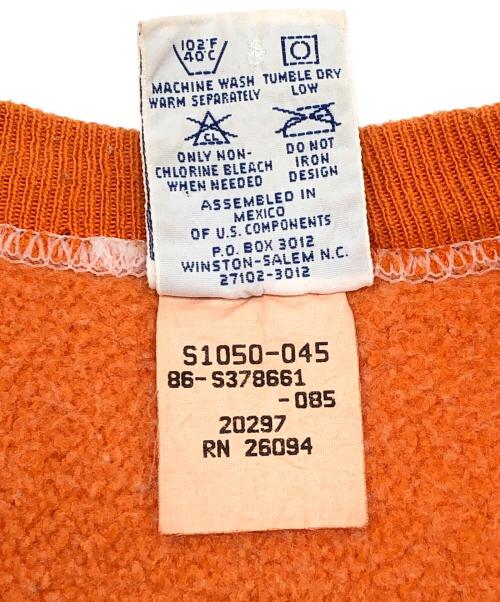 102°F
40°C
MACHINE WASH
WARM SEPARATELY
TUMBLE DRY
LOW
CL
ONLY NON-
CHLORINE BLEACH
WHEN NEEDED
DO NOT
IRON
DESIGN
ASSEMBLED IN
MEXICO
OF U.S. COMPONENTS
P.O. BOX 3012
WINSTON-SALEM N.C.
27102-3012
S1050-045
86-S378661
-085
20297
RN 26094